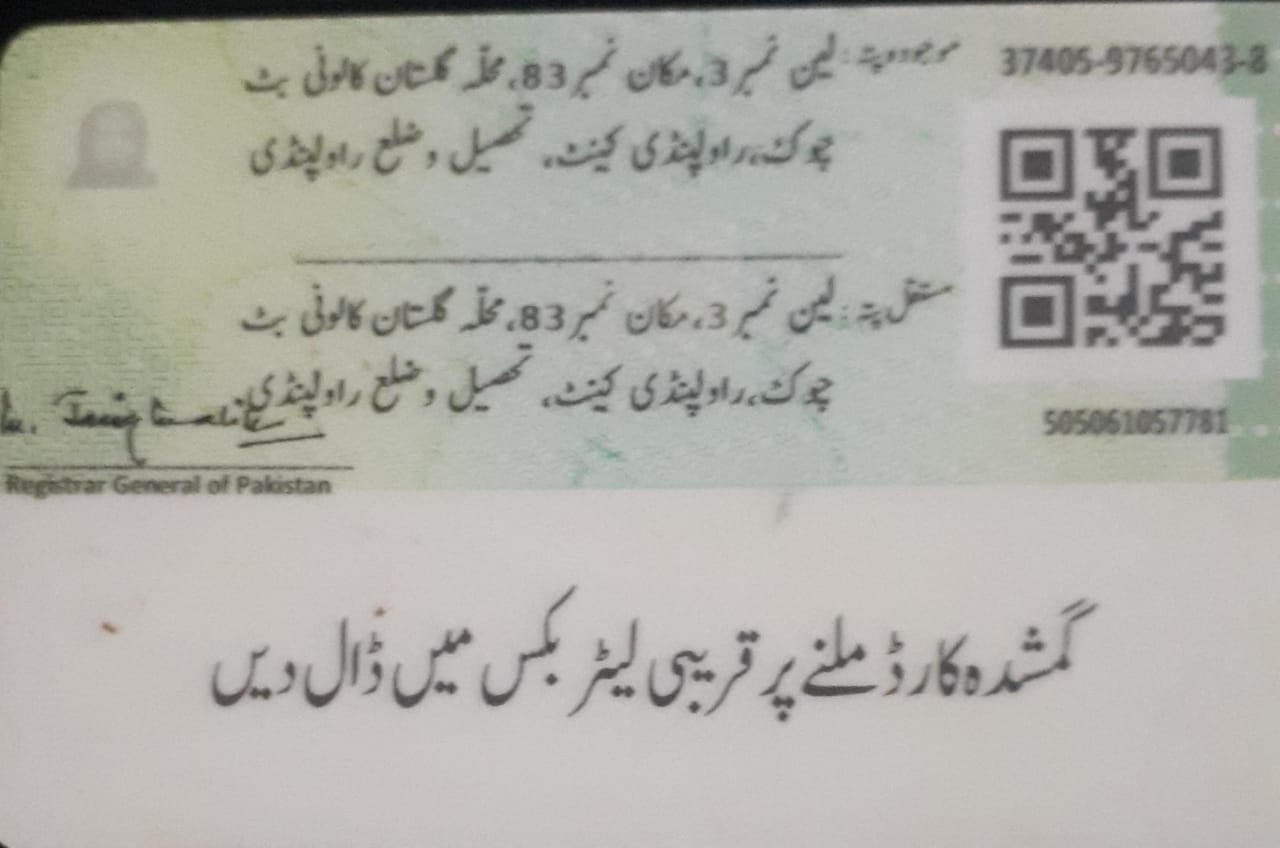 37405-9765043-8
موجودہ پتہ: لین نمبر 3، مکان نمبر 83، محلہ گلستان کالونی بٹ
چوک، راولپنڈی کینٹ، تحصیل و ضلع راولپنڈی
مستقل پتہ: لین نمبر 3، مکان نمبر 83، محلہ گلستان کالونی بٹ
چوک، راولپنڈی کینٹ، تحصیل و ضلع راولپنڈی
505061057781
Registrar General of Pakistan
گمشدہ کارڈ ملنے پر قریبی لیٹر بکس میں ڈال دیں